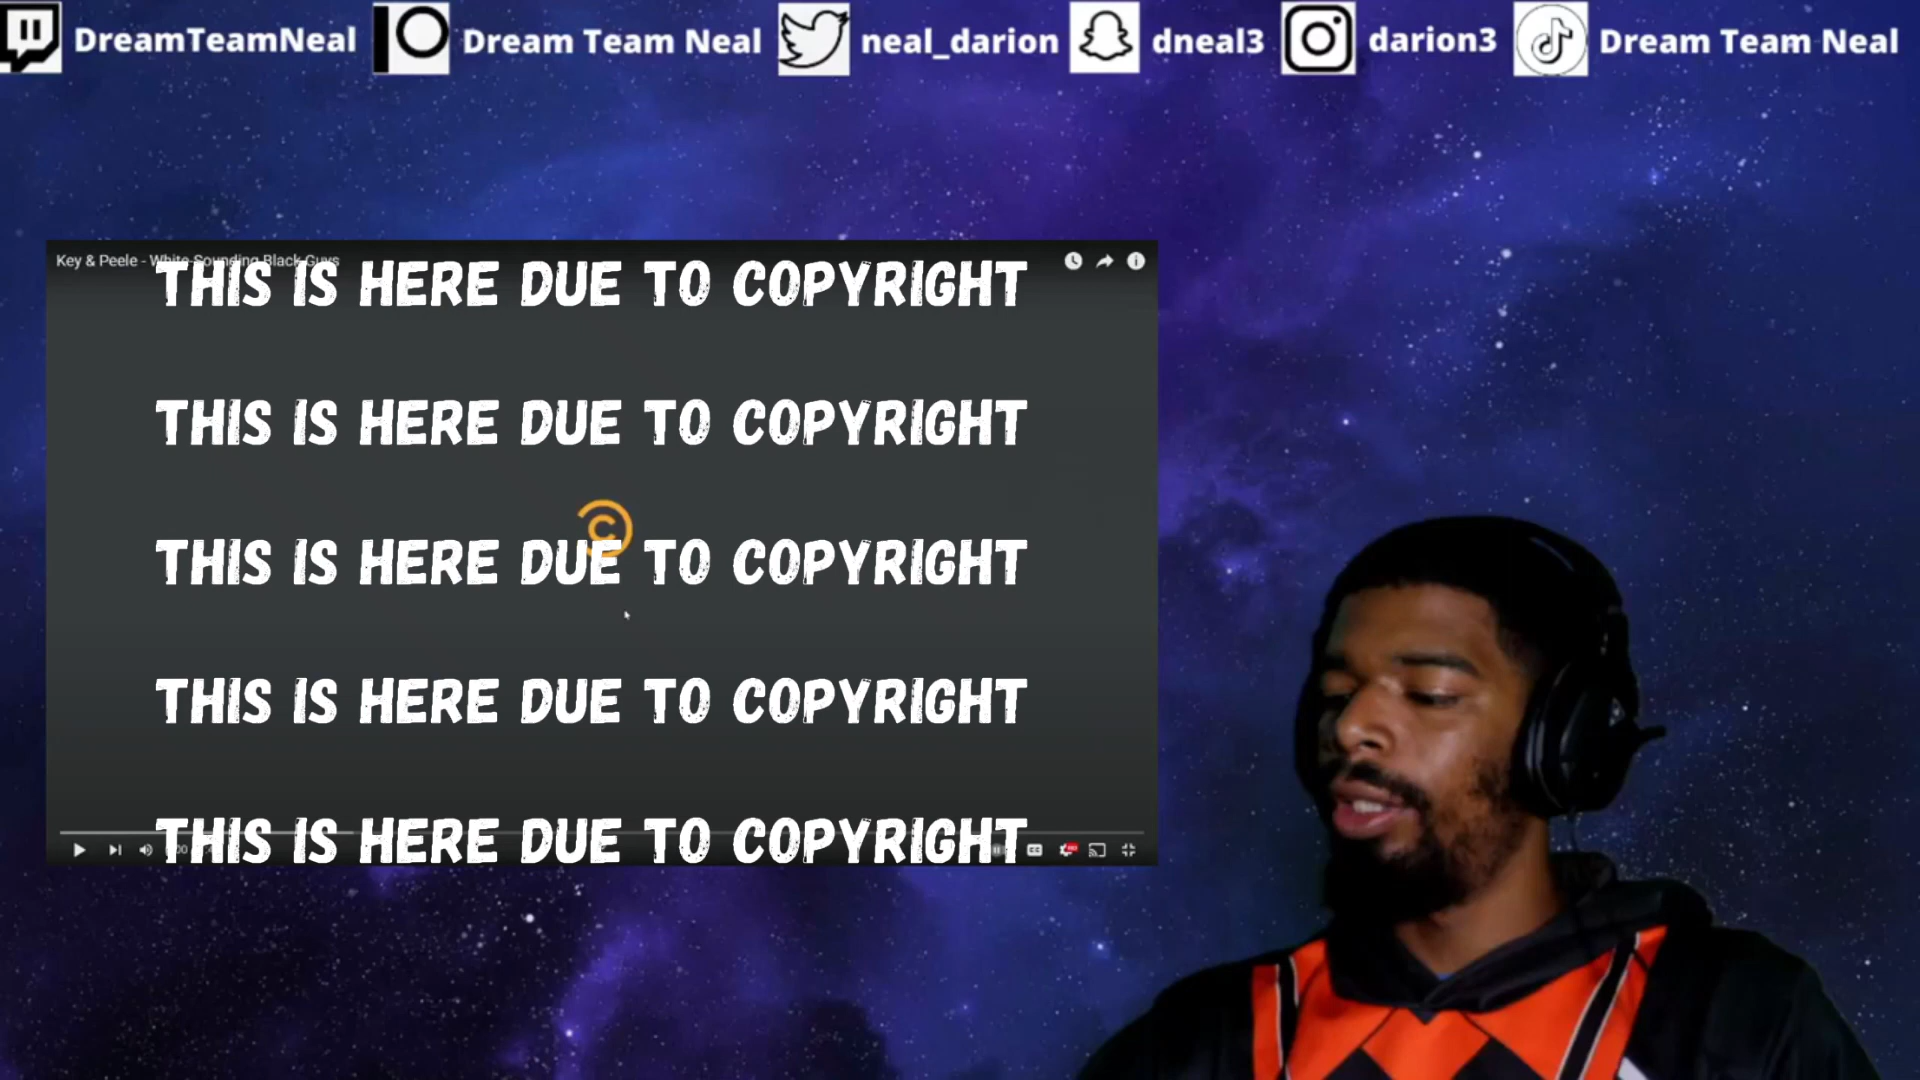 DreamTeamNeal Dream Team Neal neal_darion dneal3 darion3 Dream Team Neal
Key & Peele - White Sounding Black Guys
THIS IS HERE DUE TO COPYRIGHT
THIS IS HERE DUE TO COPYRIGHT
THIS IS HERE DUE TO COPYRIGHT
THIS IS HERE DUE TO COPYRIGHT
THIS IS HERE DUE TO COPYRIGHT